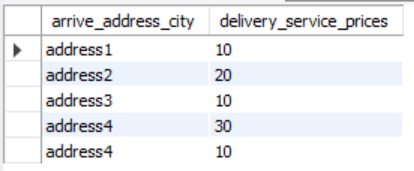 arrive_address_city delivery_service_prices
address1 10
address2 20
address3 10
address4 30
address4 10